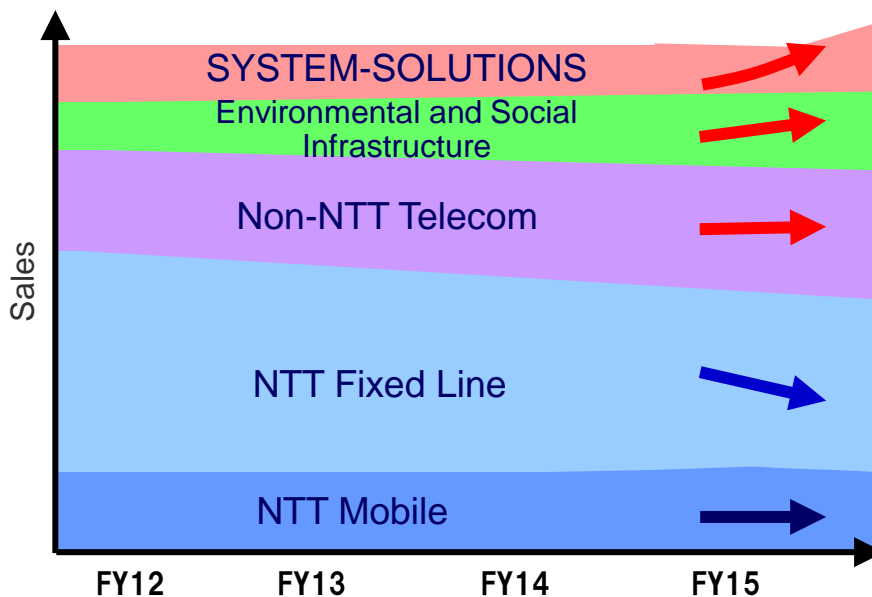 SYSTEM-SOLUTIONS
Environmental and Social
Infrastructure
Non-NTT Telecom
Sales
NTT Fixed Line
NTT Mobile
FY12 FY13 FY14 FY15